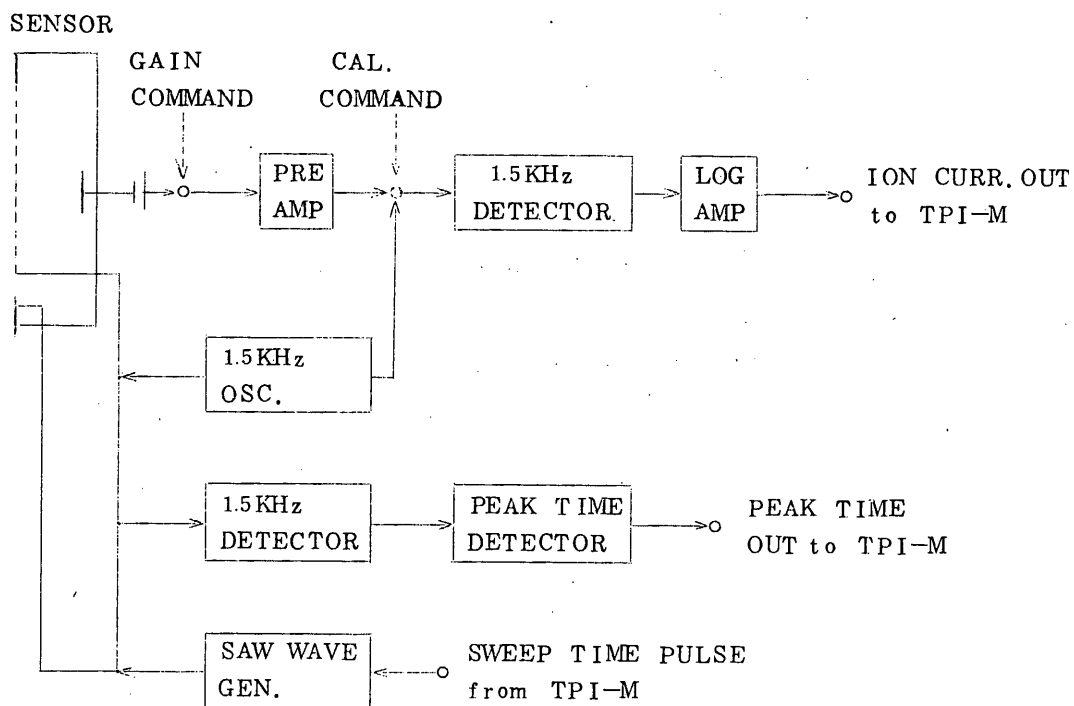 SENSOR
GAIN
COMMAND
CAL.
COMMAND
PRE
AMP
1.5KHz
DETECTOR.
LOG
AMP
ION CURR.OUT
to TPI-M
1.5KHz
OSC.
1.5KHz
DETECTOR
PEAK TIME
DETECTOR
PEAK TIME
OUT to TPI-M
SAW WAVE
GEN.
SWEEP TIME PULSE
from TPI-M